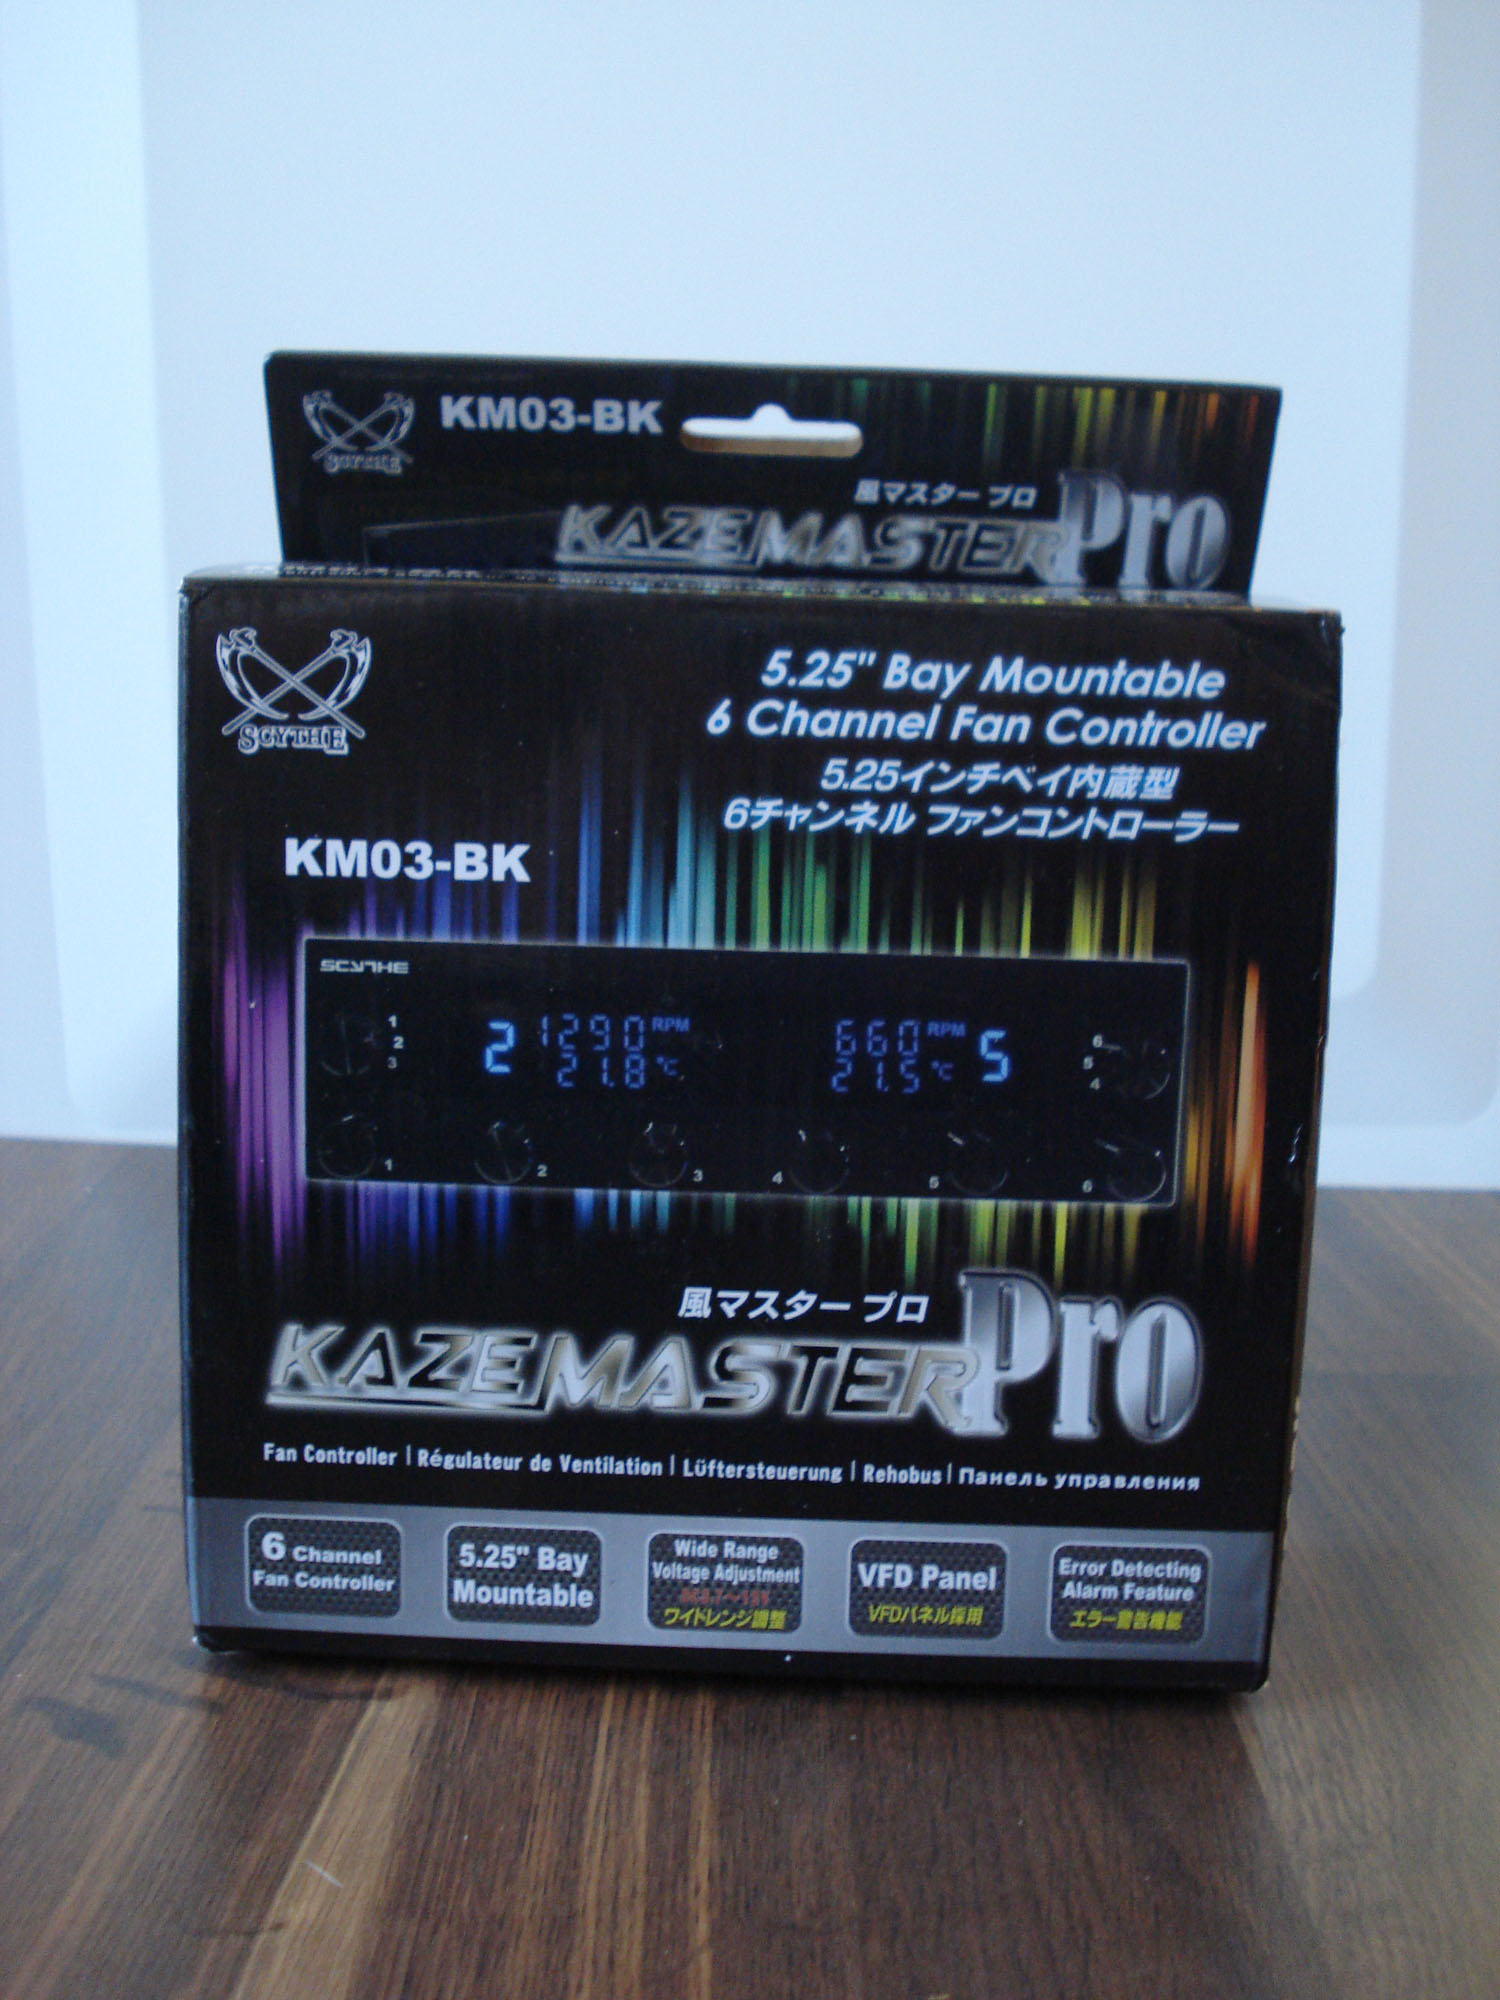 SCYTHE
KM03-BK
風マスター プロ
KAZEMASTER Pro
SCYTHE
5.25" Bay Mountable
6 Channel Fan Controller
5.25インチベイ内蔵型
6チャンネル ファンコントローラー
KM03-BK
SCYTHE
1
2
3
2 1290 RPM
21.8 °C
660 RPM 5
21.5 °C
6
5
4
1 2 3 4 5 6
風マスター プロ
KAZEMASTER Pro
Fan Controller | Régulateur de Ventilation | Lüftersteuerung | Rehobus | Панель управления
6 Channel
Fan Controller
5.25" Bay
Mountable
Wide Range
Voltage Adjustment
ワイドレンジ調整
VFD Panel
VFDパネル採用
Error Detecting
Alarm Feature
エラー警告機能